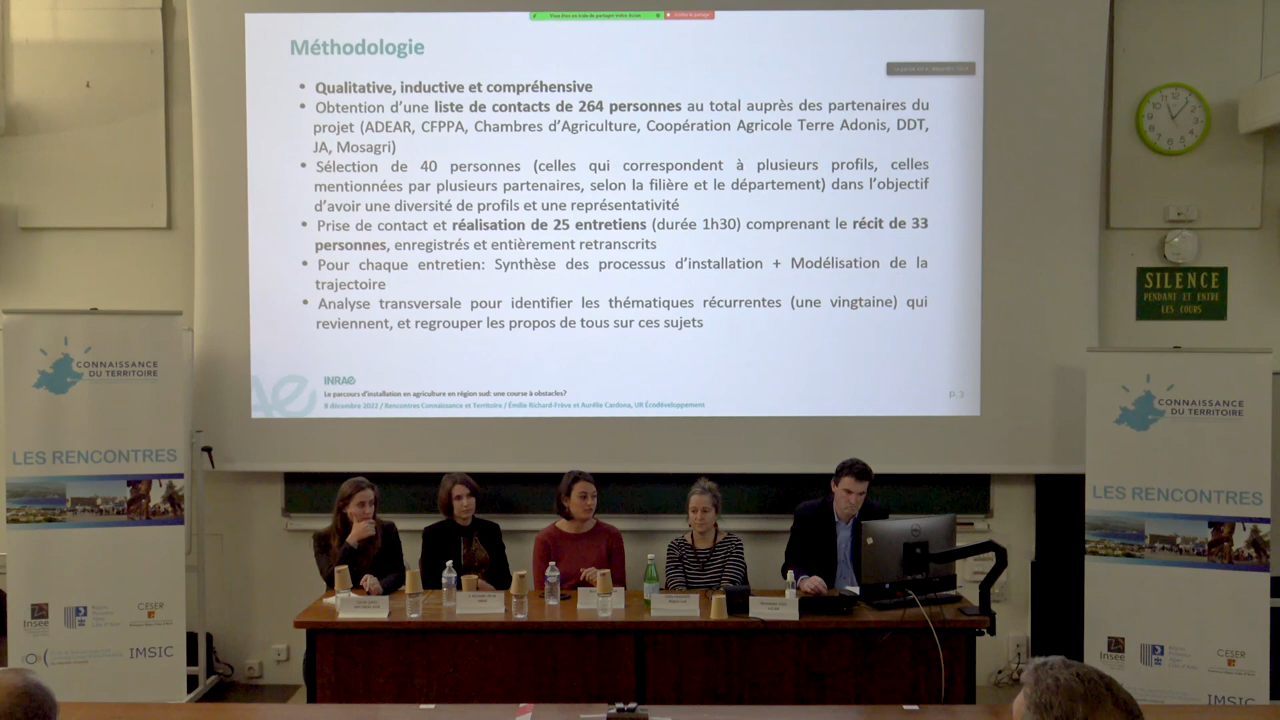 Méthodologie
• Qualitative, inductive et compréhensive
• Obtention d'une liste de contacts de 264 personnes au total auprès des partenaires du
projet (ADEAR, CFPPA, Chambres d'Agriculture, Coopération Agricole Terre Adonis, DDT,
JA, Mosagri)
• Sélection de 40 personnes (celles qui correspondent à plusieurs profils, celles
mentionnées par plusieurs partenaires, selon la filière et le département) dans l'objectif
d'avoir une diversité de profils et une représentativité
• Prise de contact et réalisation de 25 entretiens (durée 1h30) comprenant le récit de 33
personnes, enregistrés et entièrement retranscrits
• Pour chaque entretien: Synthèse des processus d'installation + Modélisation de la
trajectoire
• Analyse transversale pour identifier les thématiques récurrentes (une vingtaine) qui
reviennent, et regrouper les propos de tous sur ces sujets
INRAE
Le parcours d'installation en agriculture en région sud: une course à obstacles?
8 décembre 2022 / Rencontres Connaissance et Territoire / Émilie Richard-Frève et Aurélie Cardona, UR Écodéveloppement
P. 3
SILENCE
PENDANT ET ENTRE
LES COURS
CONNAISSANCE
DU TERRITOIRE
LES RENCONTRES
Insee
CESER
IMSIC
CONNAISSANCE
DU TERRITOIRE
LES RENCONTRES
Insee
CESER
IMSIC
DELL